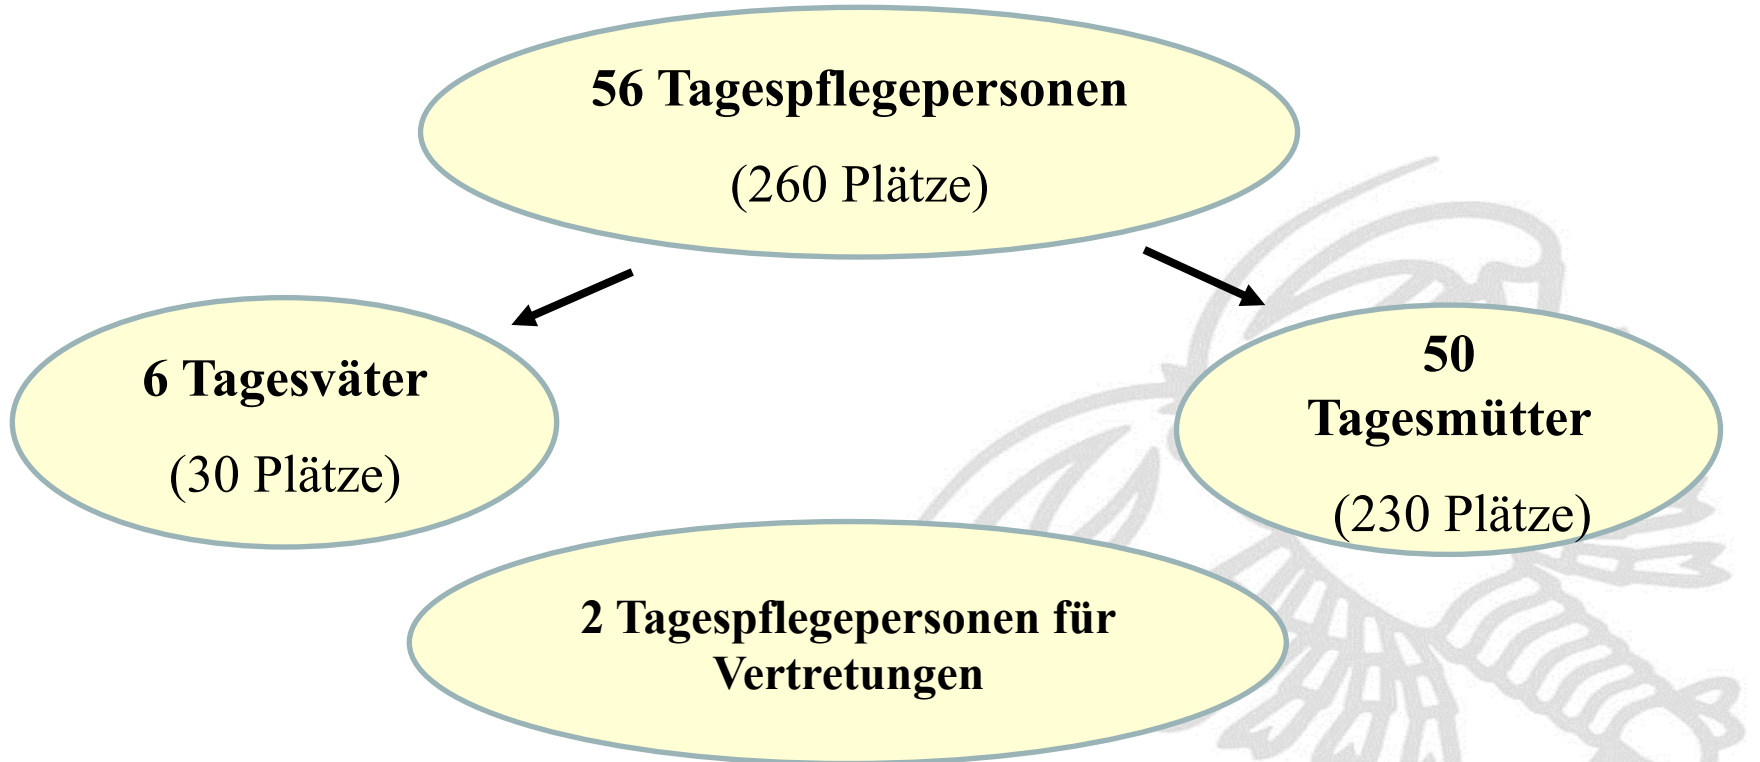 56 Tagespflegepersonen
(260 Plätze)
6 Tagesväter
(30 Plätze)
50
Tagesmütter
(230 Plätze)
2 Tagespflegepersonen für
Vertretungen